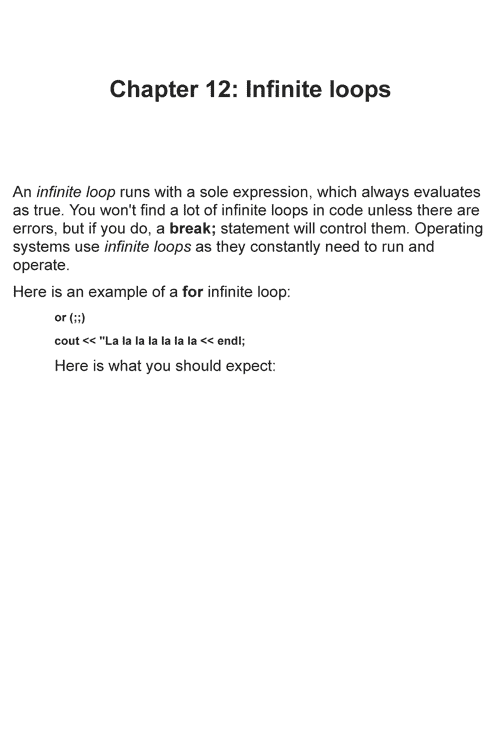 Chapter 12: Infinite loops
An infinite loop runs with a sole expression, which always evaluates
as true. You won't find a lot of infinite loops in code unless there are
errors, but if you do, a break; statement will control them. Operating
systems use infinite loops as they constantly need to run and
operate.
Here is an example of a for infinite loop:
or (;;)
cout << "La la la la la la la << endl;
Here is what you should expect: